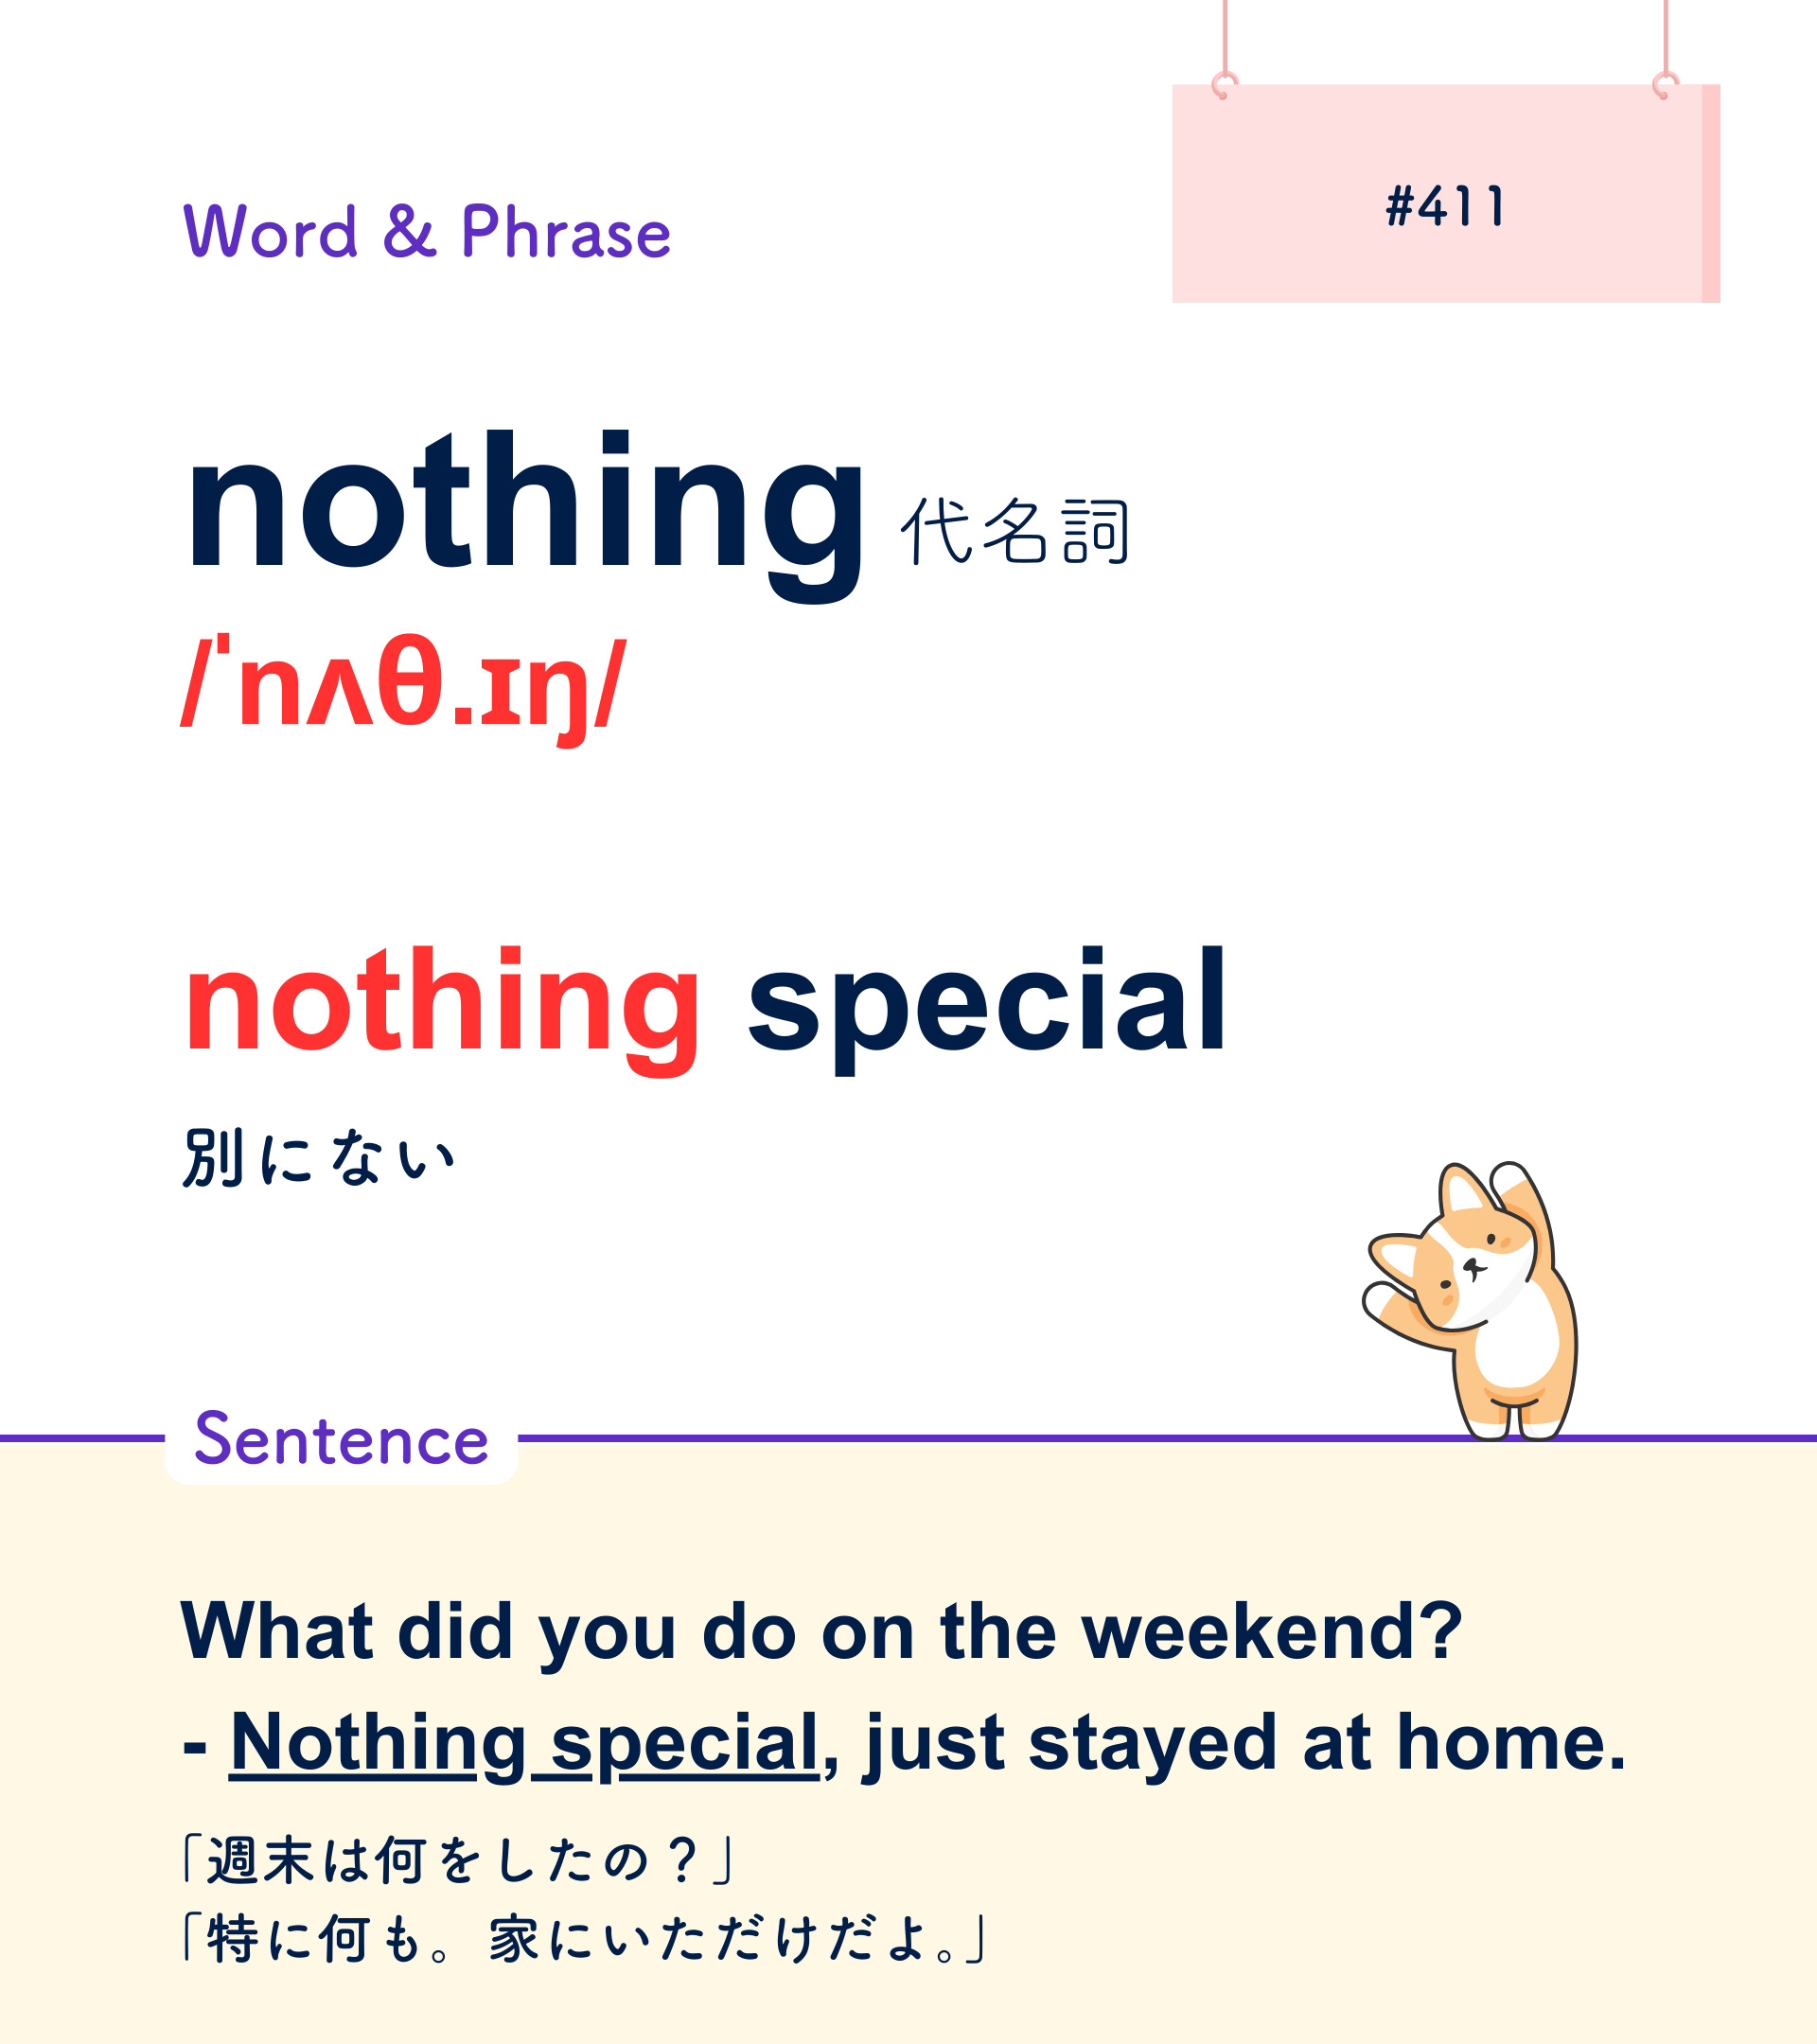 #411
Word & Phrase
nothing 代名詞
/ˈnʌθ.ɪŋ/
nothing special
別にない
Sentence
What did you do on the weekend?
- Nothing special, just stayed at home.
「週末は何をしたの？」
「特に何も。家にいただけだよ。」